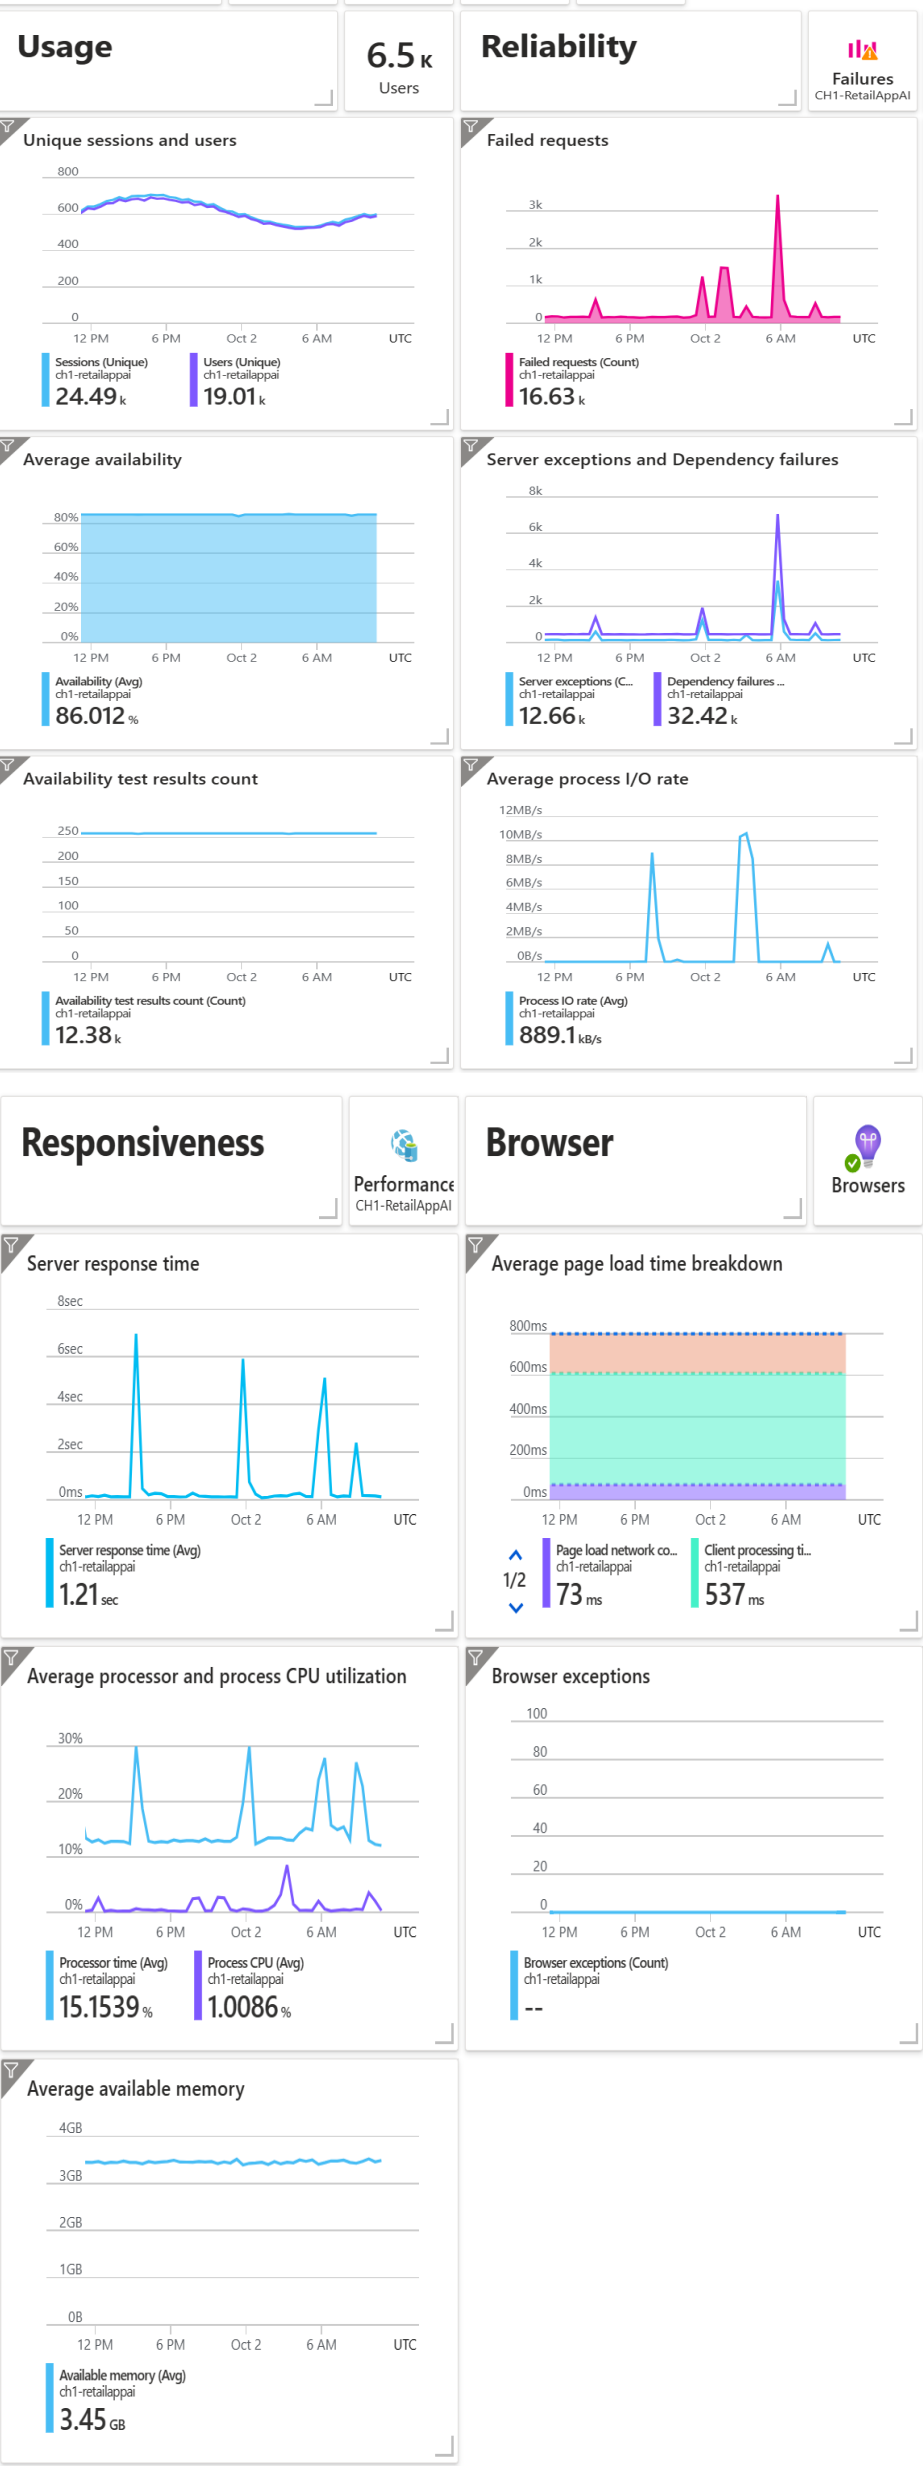 Usage
6.5 K
Users
Reliability
Failures
CH1-RetailAppAI
Unique sessions and users
800
600
400
200
0
12 PM 6 PM Oct 2 6 AM UTC
Sessions (Unique)
ch1-retailappai
24.49 k
Users (Unique)
ch1-retailappai
19.01 k
Failed requests
3k
2k
1k
0
12 PM 6 PM Oct 2 6 AM UTC
Failed requests (Count)
ch1-retailappai
16.63 k
Average availability
80%
60%
40%
20%
0%
12 PM 6 PM Oct 2 6 AM UTC
Availability (Avg)
ch1-retailappai
86.012 %
Server exceptions and Dependency failures
8k
6k
4k
2k
0
12 PM 6 PM Oct 2 6 AM UTC
Server exceptions (C...
ch1-retailappai
12.66 k
Dependency failures ...
ch1-retailappai
32.42 k
Availability test results count
250
200
150
100
50
0
12 PM 6 PM Oct 2 6 AM UTC
Availability test results count (Count)
ch1-retailappai
12.38 k
Average process I/O rate
12MB/s
10MB/s
8MB/s
6MB/s
4MB/s
2MB/s
0B/s
12 PM 6 PM Oct 2 6 AM UTC
Process IO rate (Avg)
ch1-retailappai
889.1 kB/s
Responsiveness
Performance
CH1-RetailAppAI
Browser
Browsers
Server response time
8sec
6sec
4sec
2sec
0ms
12 PM 6 PM Oct 2 6 AM UTC
Server response time (Avg)
ch1-retailappai
1.21 sec
Average page load time breakdown
800ms
600ms
400ms
200ms
0ms
12 PM 6 PM Oct 2 6 AM UTC
1/2
Page load network co...
ch1-retailappai
73 ms
Client processing ti...
ch1-retailappai
537 ms
Average processor and process CPU utilization
30%
20%
10%
0%
12 PM 6 PM Oct 2 6 AM UTC
Processor time (Avg)
ch1-retailappai
15.1539 %
Process CPU (Avg)
ch1-retailappai
1.0086 %
Browser exceptions
100
80
60
40
20
0
12 PM 6 PM Oct 2 6 AM UTC
Browser exceptions (Count)
ch1-retailappai
--
Average available memory
4GB
3GB
2GB
1GB
0B
12 PM 6 PM Oct 2 6 AM UTC
Available memory (Avg)
ch1-retailappai
3.45 GB